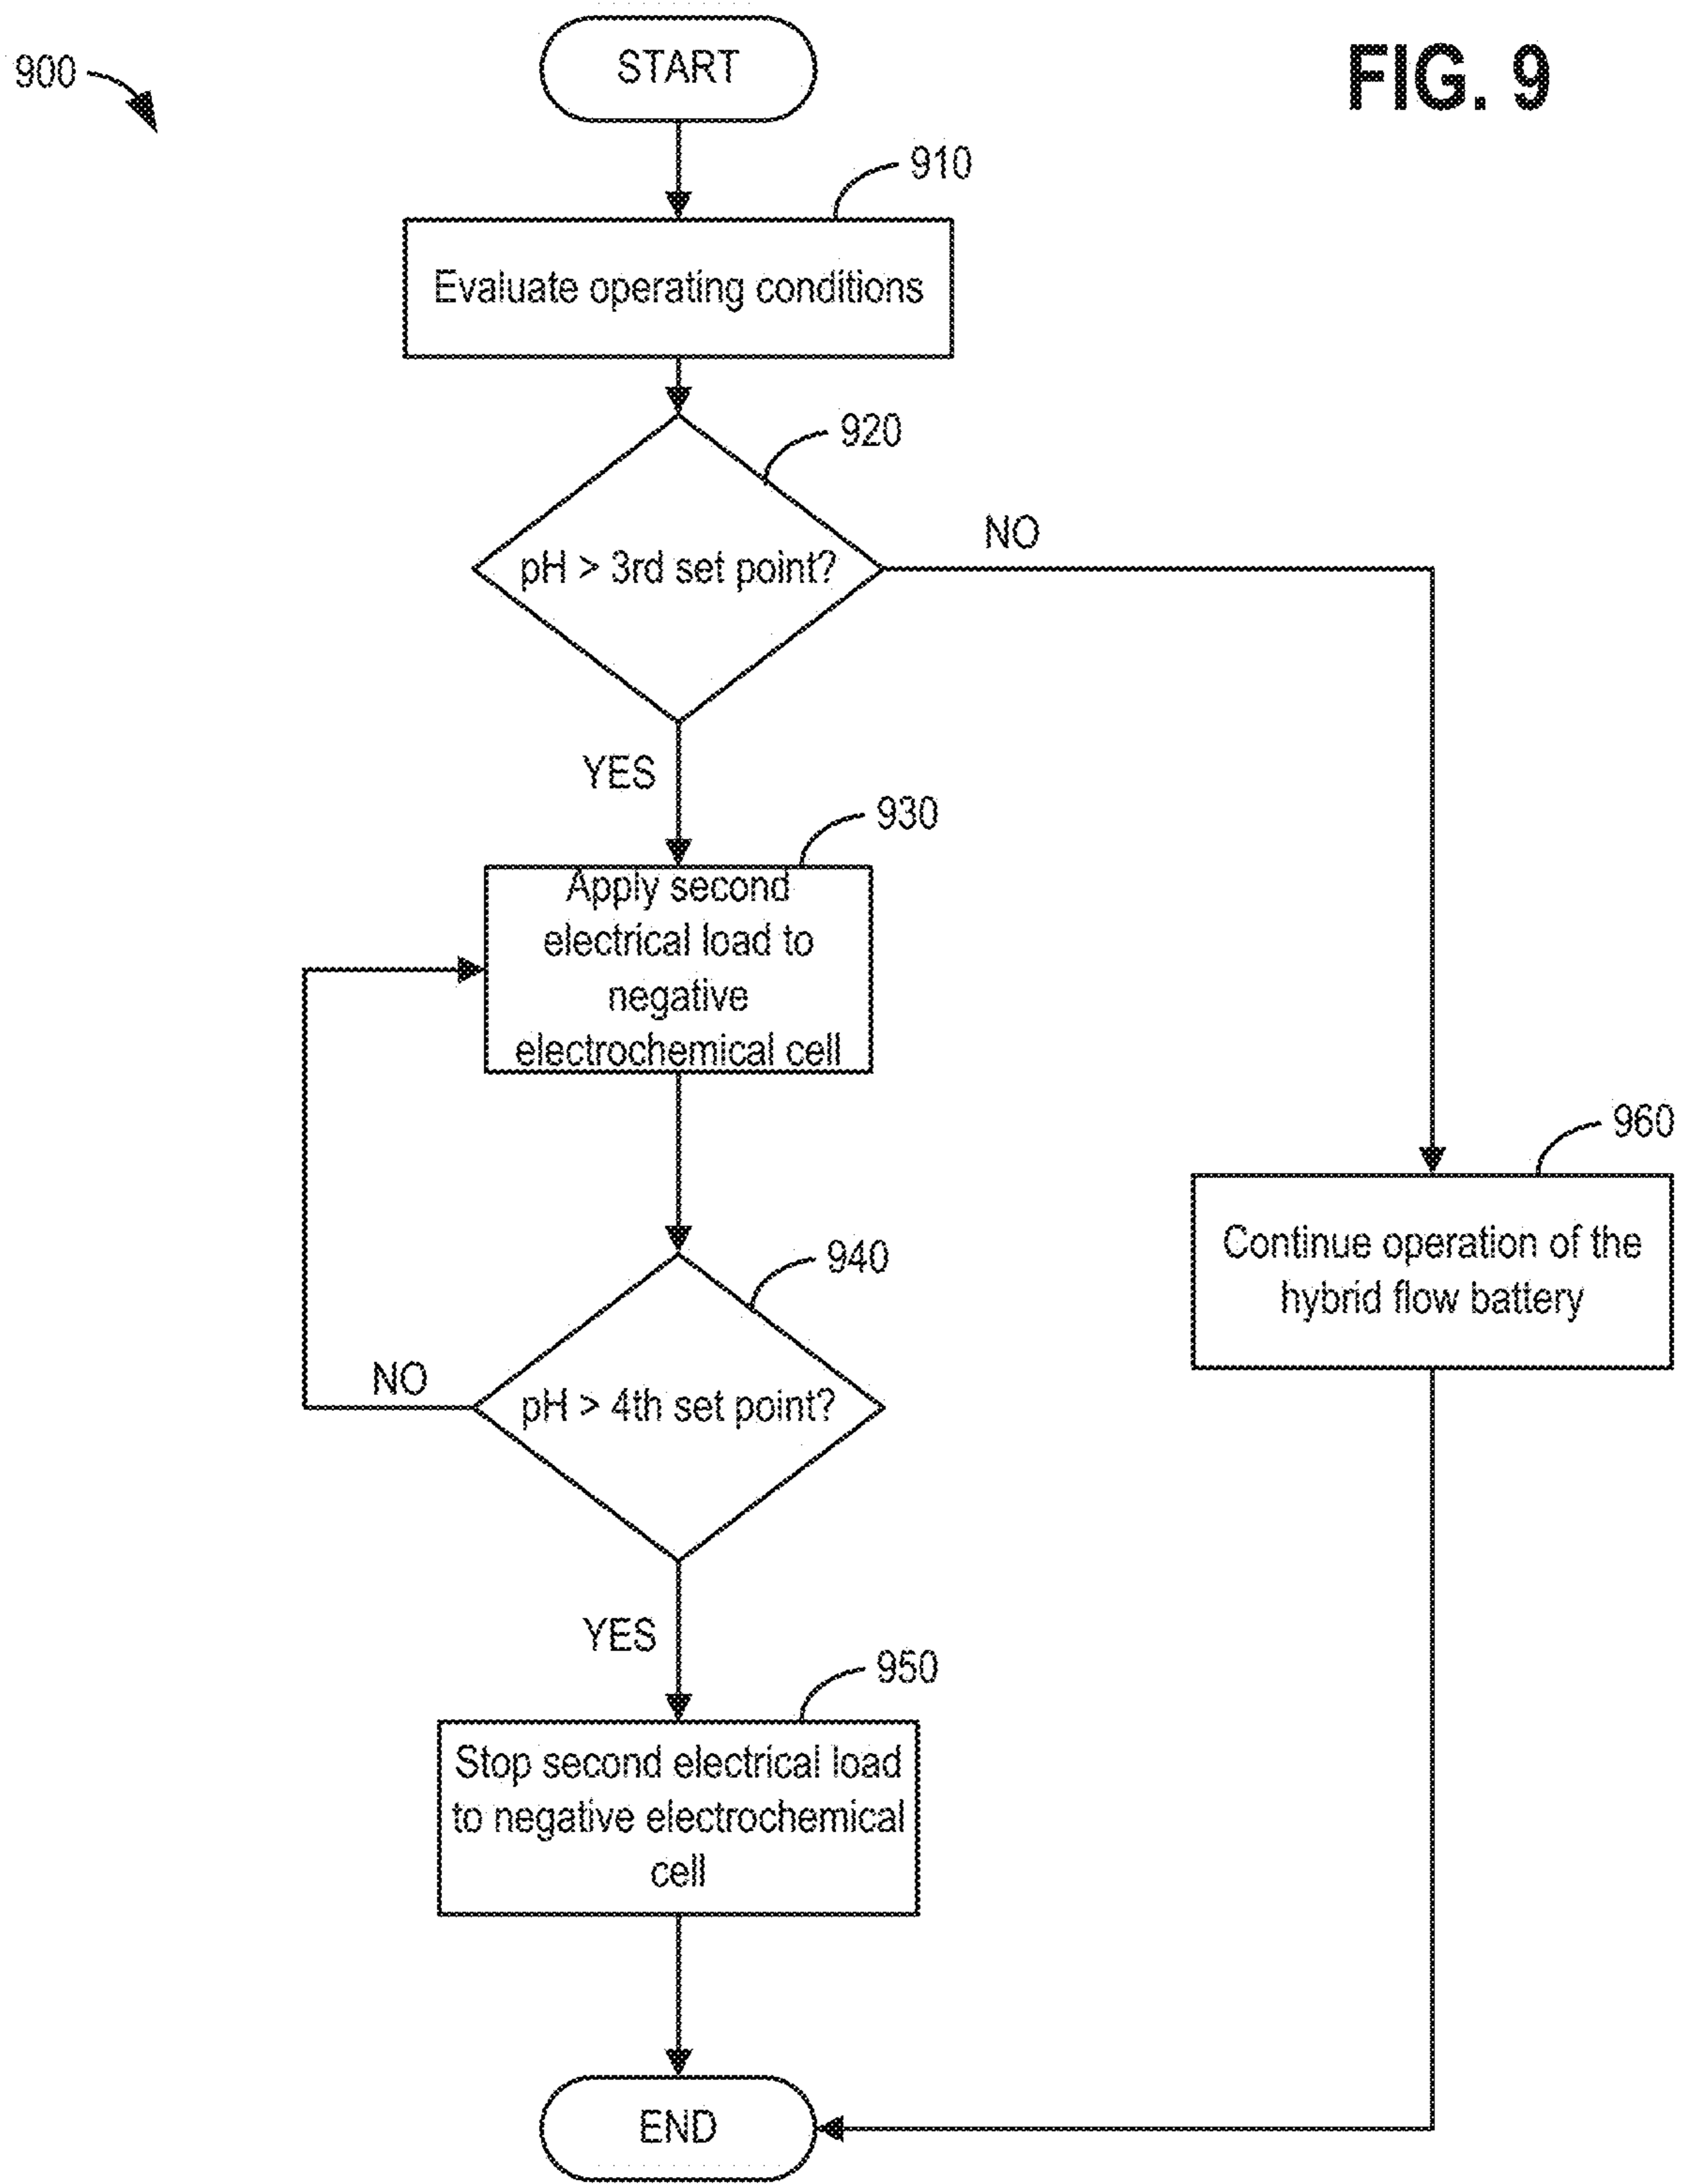 900
START
FIG. 9
910
Evaluate operating conditions
920
pH > 3rd set point?
NO
YES
930
Apply second
electrical load to
negative
electrochemical cell
960
Continue operation of the
hybrid flow battery
940
pH > 4th set point?
NO
YES
950
Stop second electrical load
to negative electrochemical
cell
END